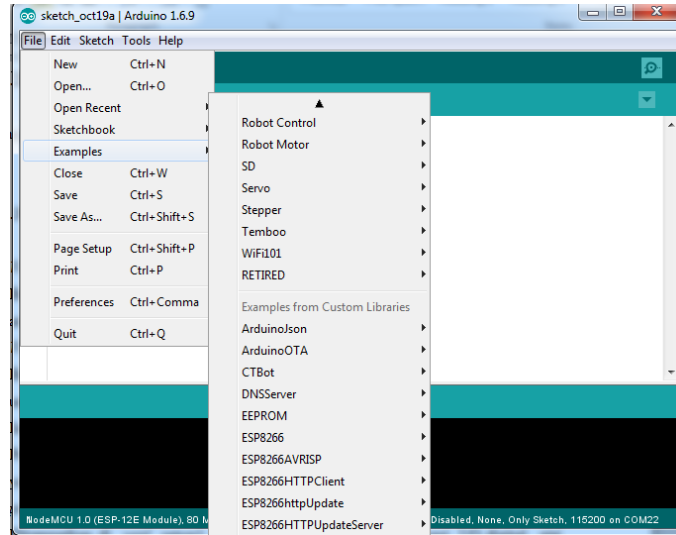 sketch_oct19a | Arduino 1.6.9
File Edit Sketch Tools Help
New Ctrl+N
Open... Ctrl+O
Open Recent
Sketchbook
Examples
Close Ctrl+W
Save Ctrl+S
Save As... Ctrl+Shift+S
Page Setup Ctrl+Shift+P
Print Ctrl+P
Preferences Ctrl+Comma
Quit Ctrl+Q
Robot Control
Robot Motor
SD
Servo
Stepper
Temboo
WiFi101
RETIRED
Examples from Custom Libraries
ArduinoJson
ArduinoOTA
CTBot
DNSServer
EEPROM
ESP8266
ESP8266AVRISP
ESP8266HTTPClient
ESP8266httpUpdate
ESP8266HTTPUpdateServer
NodeMCU 1.0 (ESP-12E Module), 80 M Disabled, None, Only Sketch, 115200 on COM22